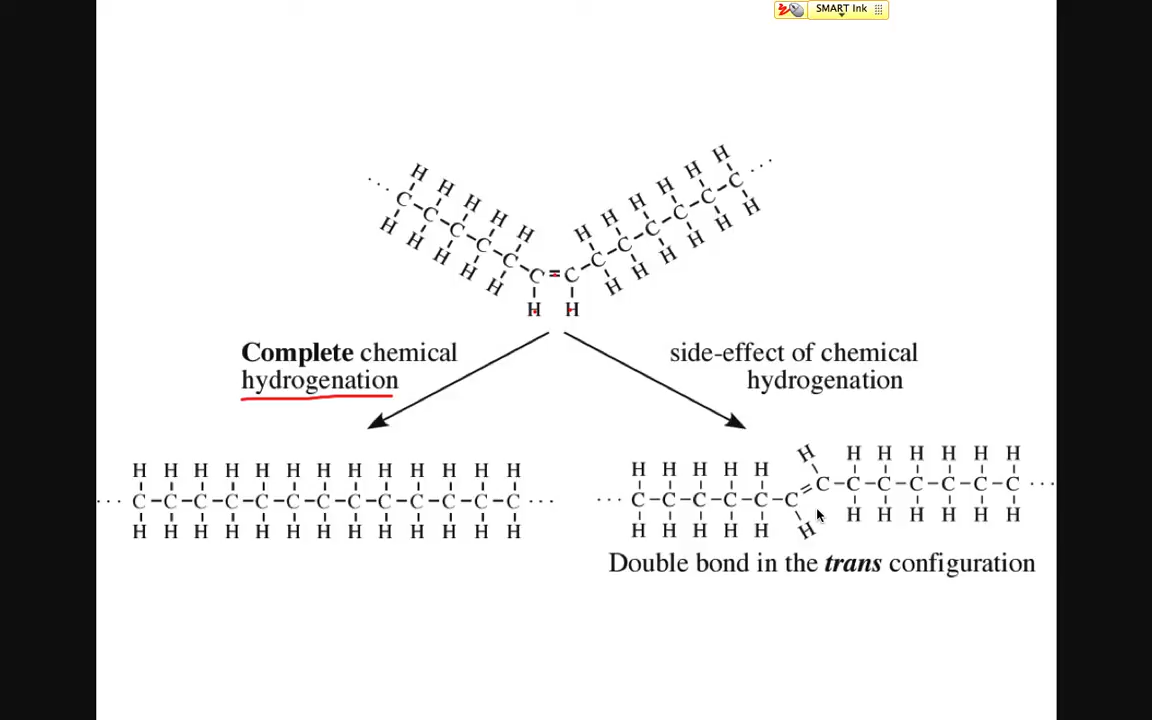 H H H H H H H H H H H
··· C–C–C–C–C–C=C–C–C–C–C–C–C ···
H H H H H H H H H H H H H
Complete chemical
hydrogenation
side-effect of chemical
hydrogenation
H H H H H H H H H H H H H
··· C–C–C–C–C–C–C–C–C–C–C–C–C ···
H H H H H H H H H H H H H
H H H H H H H H H H H H
··· C–C–C–C–C–C=C–C–C–C–C–C–C ···
H H H H H H H H H H H H
Double bond in the trans configuration
SMART Ink